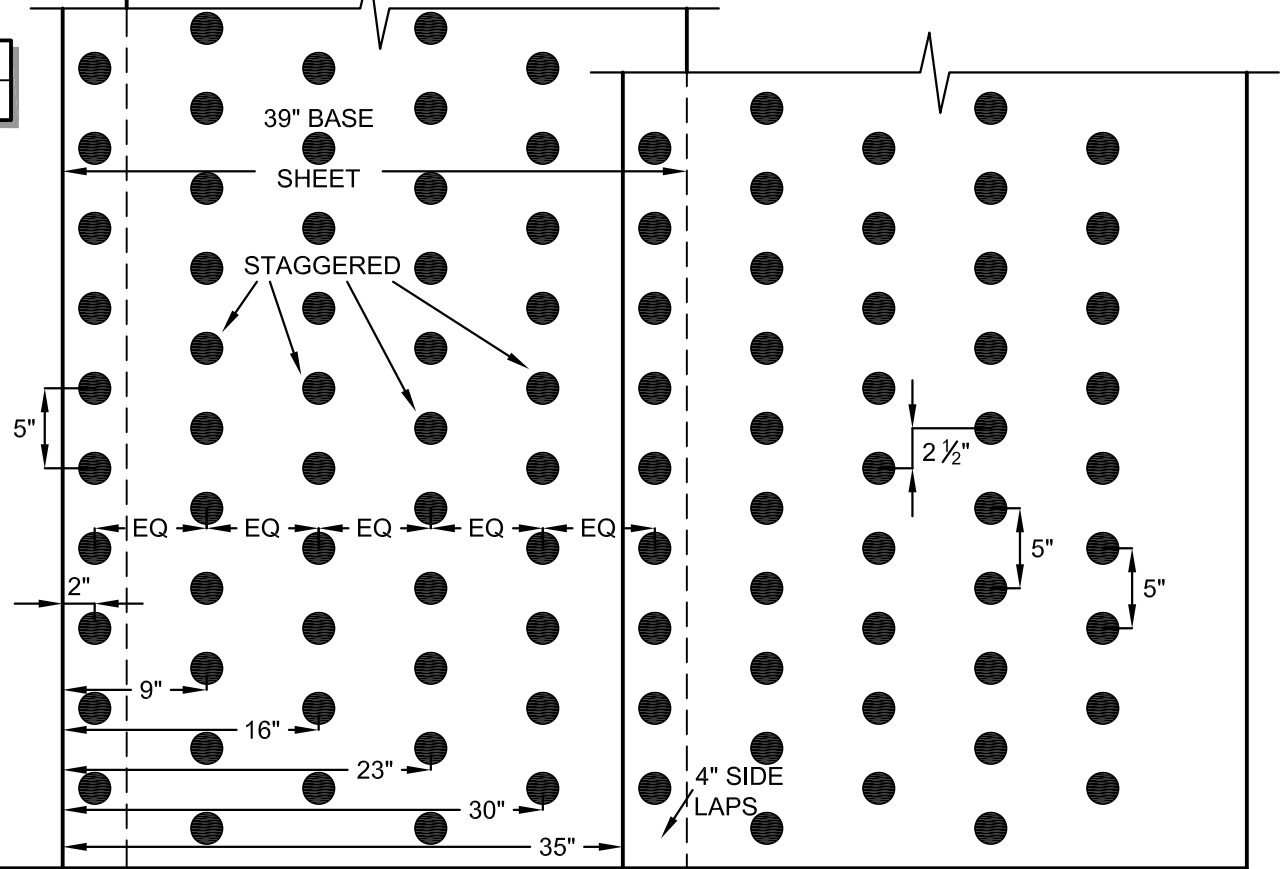 39" BASE
SHEET
STAGGERED
5"
2 ½"
EQ EQ EQ EQ EQ
5"
5"
2"
9"
16"
23"
4" SIDE
LAPS
30"
35"